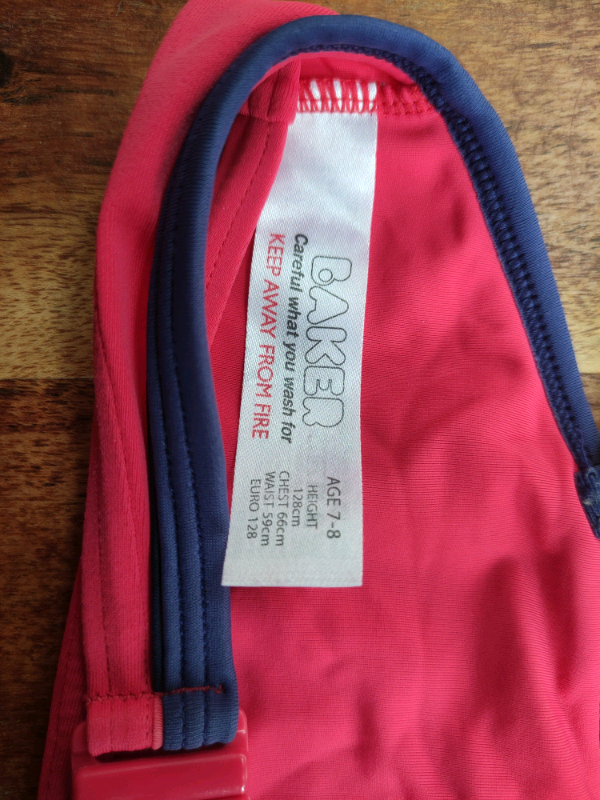 BAKER
Careful what you wash for
KEEP AWAY FROM FIRE
AGE 7-8
HEIGHT
128cm
CHEST 66cm
WAIST 59cm
EURO 128